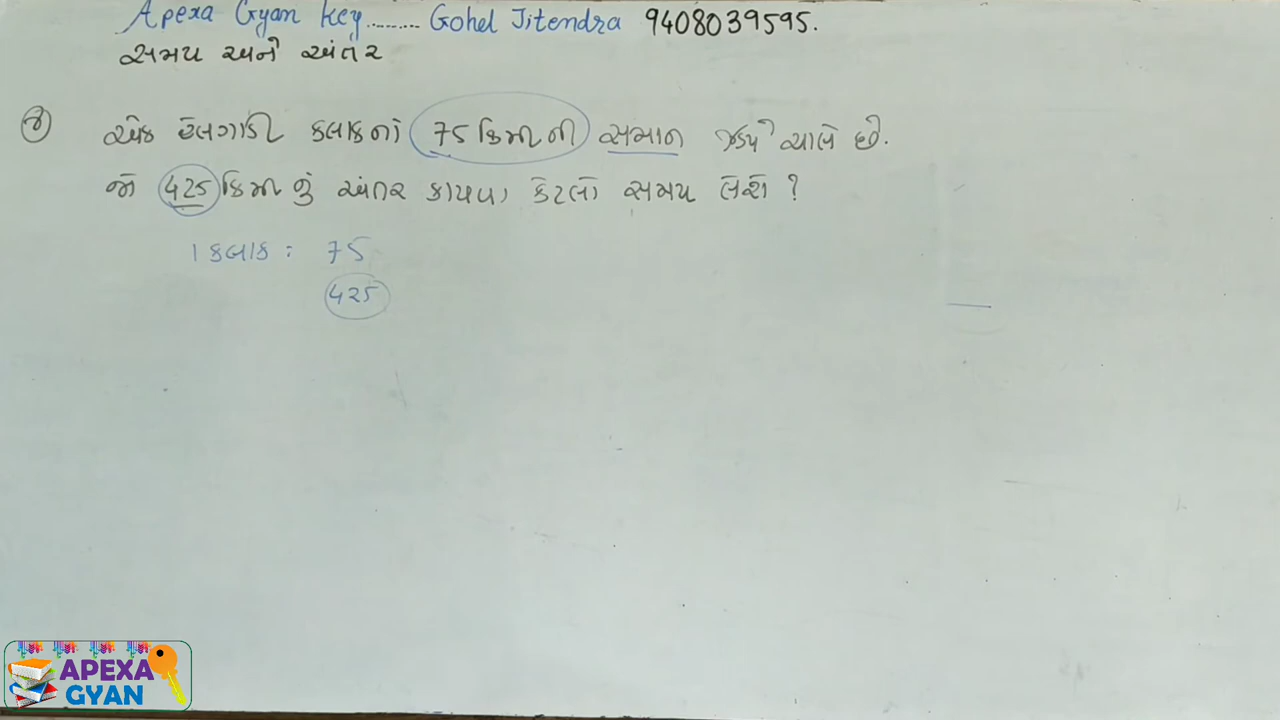 Apexa Gyan Key......... Gohel Jitendra 9408039595.
સમય અને અંતર
૪ એક રેલગાડી કલાકનાં 75 કિમીની સમાન ઝડપે ચાલે છે.
જો 425 કિમી નું અંતર કાપવા કેટલો સમય લેશે ?
1 કલાક : 75
425
APEXA
GYAN